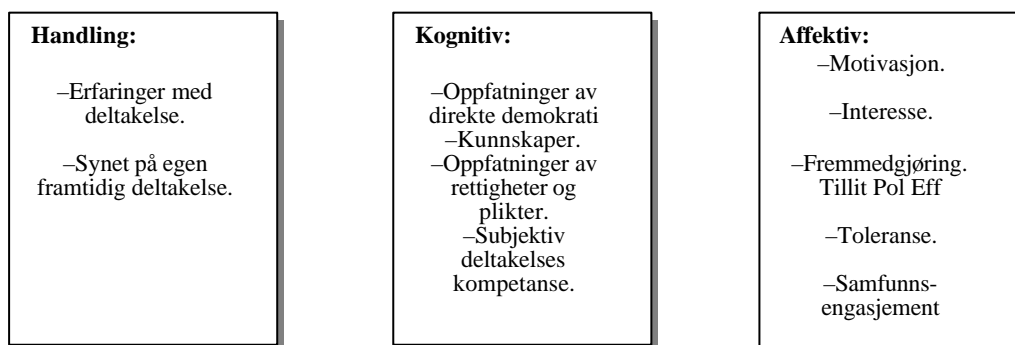 Handling:
–Erfaringer med
deltakelse.
–Synet på egen
framtidig deltakelse.
Kognitiv:
–Oppfatninger av
direkte demokrati
–Kunnskaper.
–Oppfatninger av
rettigheter og
plikter.
–Subjektiv
deltakelses
kompetanse.
Affektiv:
–Motivasjon.
–Interesse.
–Fremmedgjøring.
Tillit Pol Eff
–Toleranse.
–Samfunns-
engasjement